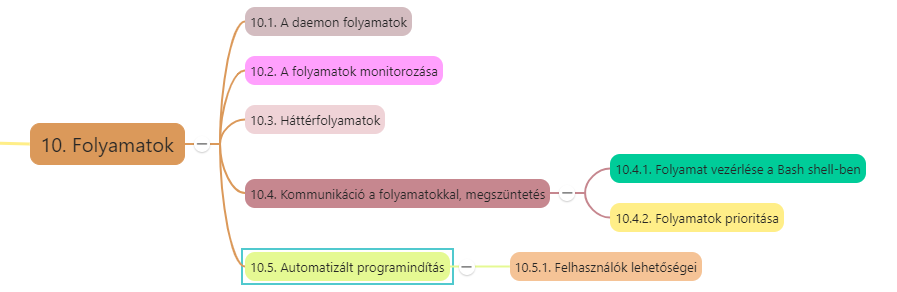 10. Folyamatok
10.1. A daemon folyamatok
10.2. A folyamatok monitorozása
10.3. Háttérfolyamatok
10.4. Kommunikáció a folyamatokkal, megszüntetés
10.4.1. Folyamat vezérlése a Bash shell-ben
10.4.2. Folyamatok prioritása
10.5. Automatizált programindítás
10.5.1. Felhasználók lehetőségei